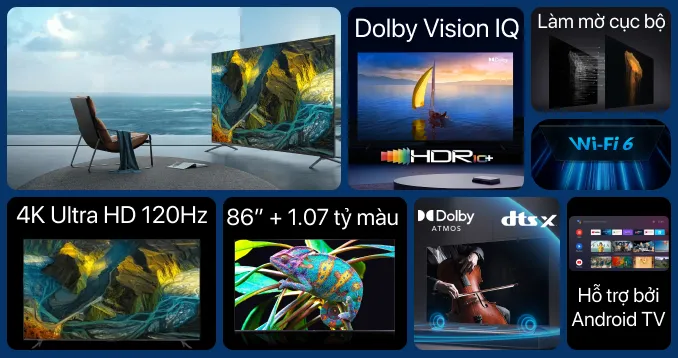 Dolby Vision IQ
Dolby
HDR10+
Làm mờ cục bộ
Wi-Fi 6
4K Ultra HD 120Hz
86” + 1.07 tỷ màu
Dolby
ATMOS
dts x
Hỗ trợ bởi
Android TV